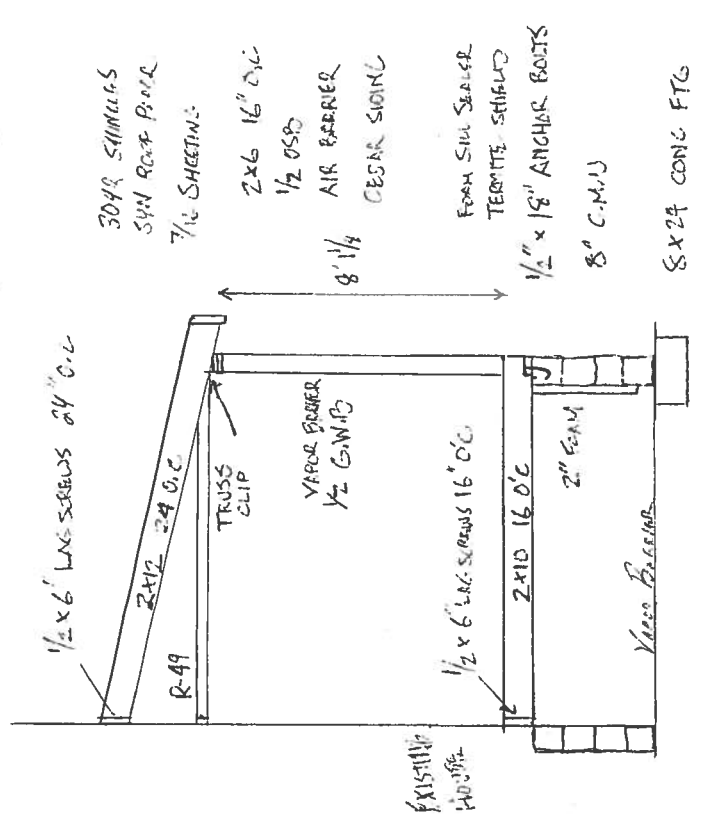 30YR SHINGLES
SYN ROOF PAPER
7/16 SHEETING
2x6 16" O.C
1/2 OSB
AIR BARRIER
CEDAR SIDING
FOAM SILL SEALER
TERMITE SHIELD
1/2" x 18" ANCHOR BOLTS
8" C.M.U
8 x 24 CONC FTG
8' 1/4
1/2 x 6" LAG SCREWS 24" O.C
2x12 24 O.C
R-49
TRUSS
CLIP
VAPOR BARRIER
1/2 G.W.B
1/2 x 6" LAG SCREWS 16" O'C
2x10 16 O'C
2" FOAM
VAPOR BARRIER
EXISTING
HOUSE